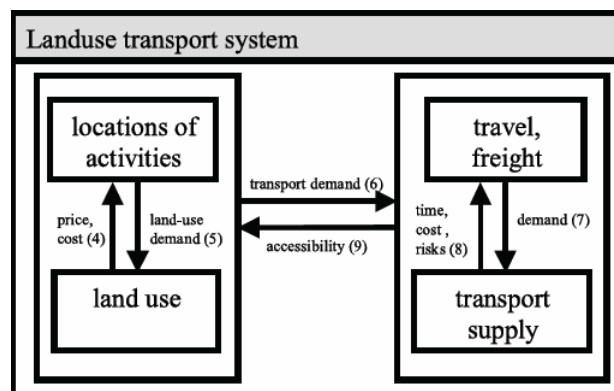 Landuse transport system
locations of
activities
travel,
freight
transport demand (6)
price,
cost (4)
land-use
demand (5)
accessibility (9)
time,
cost ,
risks (8)
demand (7)
land use
transport
supply